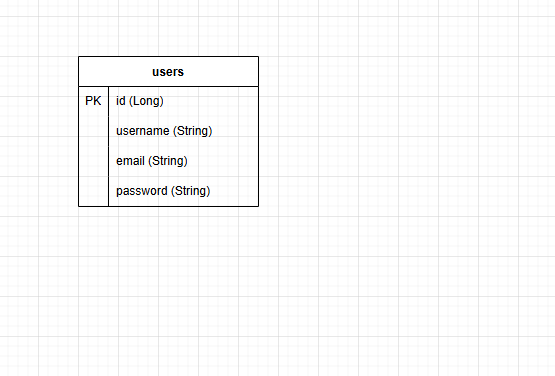 users
PK id (Long)
username (String)
email (String)
password (String)